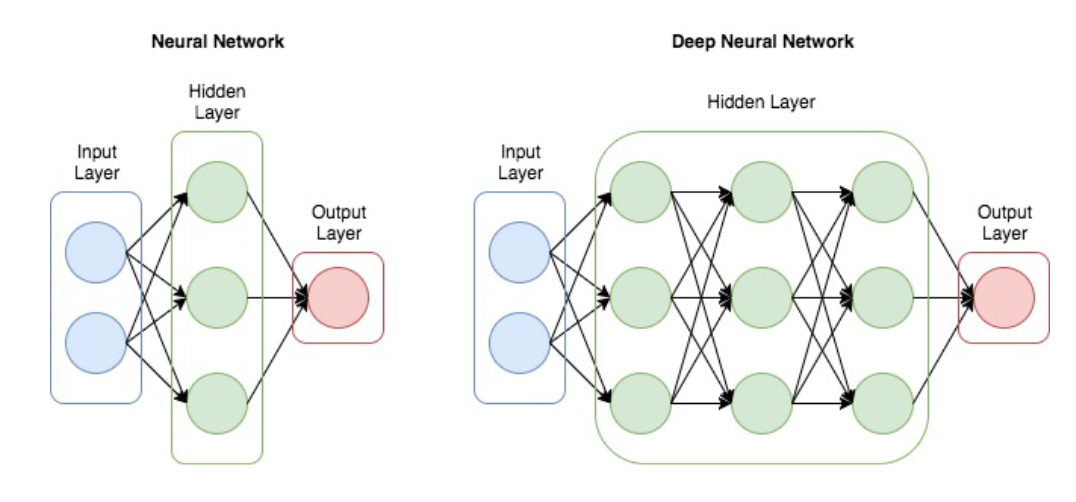 Neural Network
Hidden
Layer
Input
Layer
Output
Layer
Deep Neural Network
Hidden Layer
Input
Layer
Output
Layer